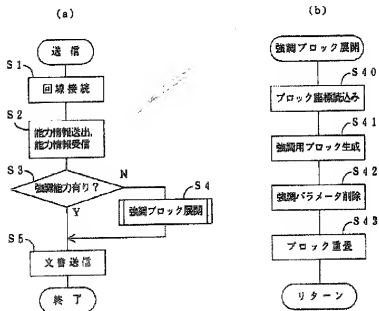 (a)
送信
S1
回線接続
S2
能力情報送出,
能力情報受信
S3
強調能力有り?
N
Y
S4
強調ブロック展開
S5
文書送信
終了
(b)
強調ブロック展開
S40
ブロック座標読込み
S41
強調用ブロック生成
S42
強調パラメータ削除
S43
ブロック重畳
リターン